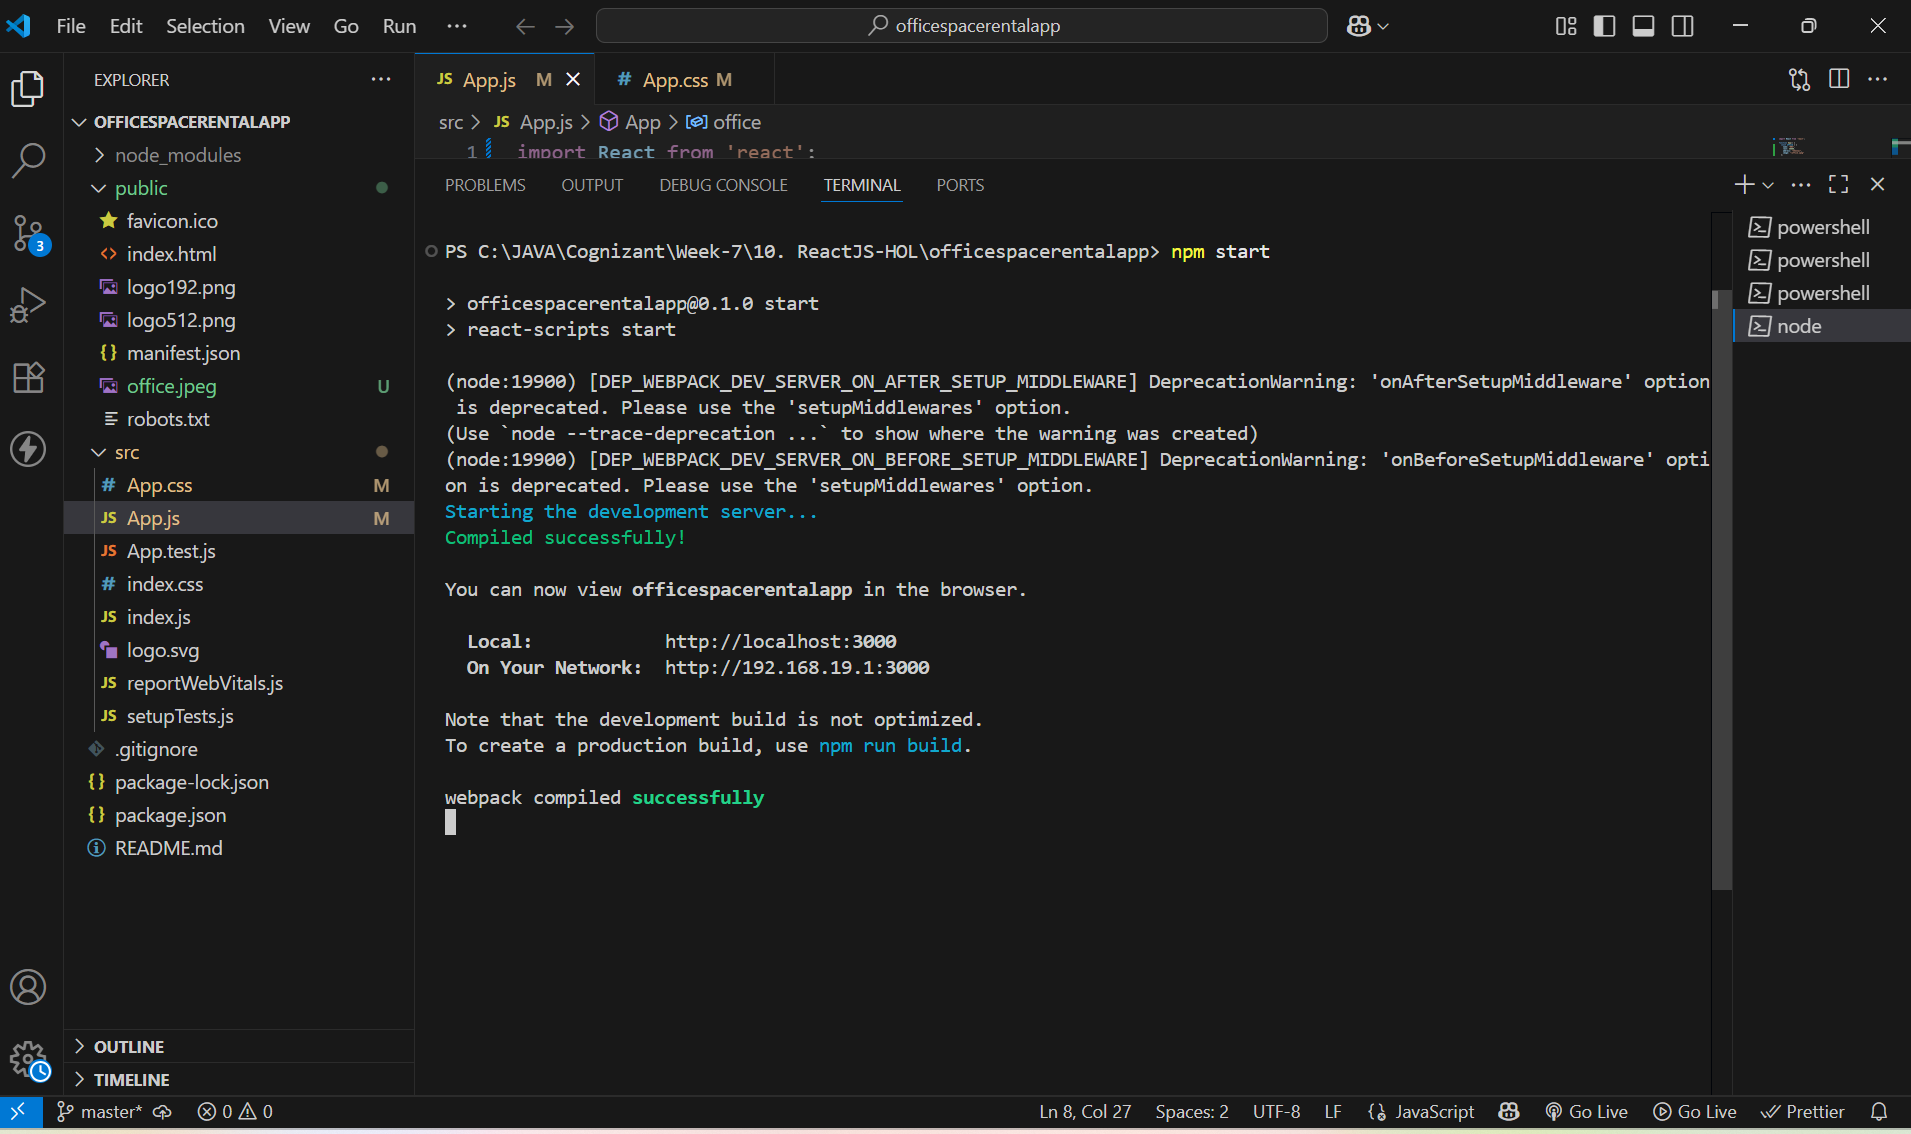 File Edit Selection View Go Run ··· officespacerentalapp
EXPLORER ···
OFFICESPACERENTALAPP
node_modules
public
favicon.ico
index.html
logo192.png
logo512.png
{} manifest.json
office.jpeg U
robots.txt
src
# App.css M
JS App.js M
JS App.test.js
# index.css
JS index.js
logo.svg
JS reportWebVitals.js
JS setupTests.js
.gitignore
{} package-lock.json
{} package.json
README.md
OUTLINE
TIMELINE
3
JS App.js M # App.css M
src > JS App.js > App > office
1 import React from 'react';
PROBLEMS OUTPUT DEBUG CONSOLE TERMINAL PORTS
PS C:\JAVA\Cognizant\Week-7\10. ReactJS-HOL\officespacerentalapp> npm start
> officespacerentalapp@0.1.0 start
> react-scripts start
(node:19900) [DEP_WEBPACK_DEV_SERVER_ON_AFTER_SETUP_MIDDLEWARE] DeprecationWarning: 'onAfterSetupMiddleware' option
is deprecated. Please use the 'setupMiddlewares' option.
(Use `node --trace-deprecation ...` to show where the warning was created)
(node:19900) [DEP_WEBPACK_DEV_SERVER_ON_BEFORE_SETUP_MIDDLEWARE] DeprecationWarning: 'onBeforeSetupMiddleware' opti
on is deprecated. Please use the 'setupMiddlewares' option.
Starting the development server...
Compiled successfully!
You can now view officespacerentalapp in the browser.
Local: http://localhost:3000
On Your Network: http://192.168.19.1:3000
Note that the development build is not optimized.
To create a production build, use npm run build.
webpack compiled successfully
powershell
powershell
powershell
node
master* 0 0 Ln 8, Col 27 Spaces: 2 UTF-8 LF {} JavaScript Go Live Go Live Prettier